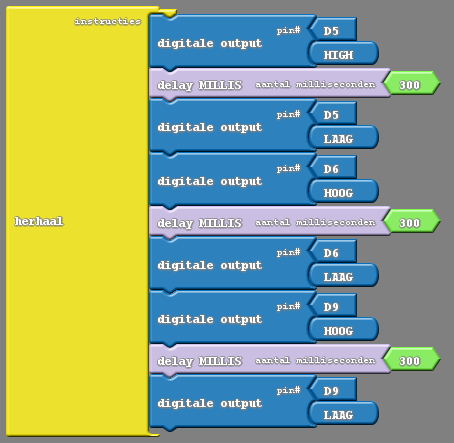 instructies
digitale output pin# D5
HIGH
delay MILLIS aantal milliseconden 300
digitale output pin# D5
LAAG
digitale output pin# D6
HOOG
herhaal
delay MILLIS aantal milliseconden 300
digitale output pin# D6
LAAG
digitale output pin# D9
HOOG
delay MILLIS aantal milliseconden 300
digitale output pin# D9
LAAG